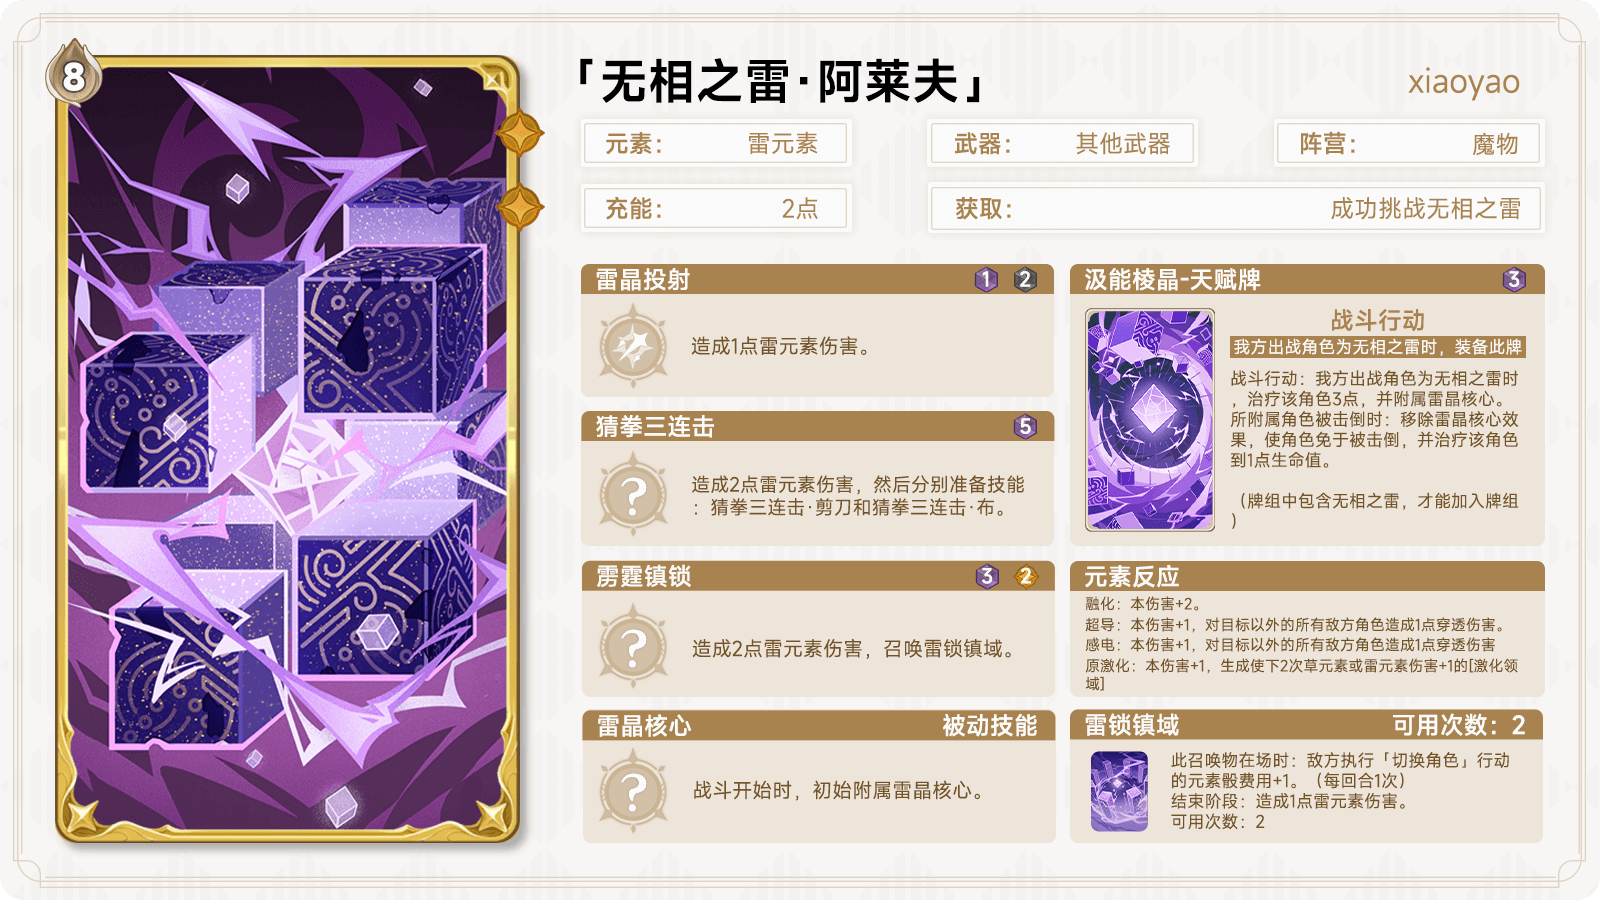 8
「无相之雷·阿莱夫」
xiaoyao
元素： 雷元素
武器： 其他武器
阵营： 魔物
充能： 2点
获取： 成功挑战无相之雷
雷晶投射 1 2
造成1点雷元素伤害。
猜拳三连击 5
造成2点雷元素伤害，然后分别准备技能
：猜拳三连击·剪刀和猜拳三连击·布。
雳霆镇锁 3 2
造成2点雷元素伤害，召唤雷锁镇域。
雷晶核心 被动技能
战斗开始时，初始附属雷晶核心。
汲能棱晶-天赋牌 3
战斗行动
我方出战角色为无相之雷时，装备此牌
战斗行动：我方出战角色为无相之雷时
，治疗该角色3点，并附属雷晶核心。
所附属角色被击倒时：移除雷晶核心效
果，使角色免于被击倒，并治疗该角色
到1点生命值。
（牌组中包含无相之雷，才能加入牌组
）
元素反应
融化：本伤害+2。
超导：本伤害+1，对目标以外的所有敌方角色造成1点穿透伤害。
感电：本伤害+1，对目标以外的所有敌方角色造成1点穿透伤害
原激化：本伤害+1，生成使下2次草元素或雷元素伤害+1的[激化领
域]
雷锁镇域 可用次数：2
此召唤物在场时：敌方执行「切换角色」行动
的元素骰费用+1。（每回合1次）
结束阶段：造成1点雷元素伤害。
可用次数：2